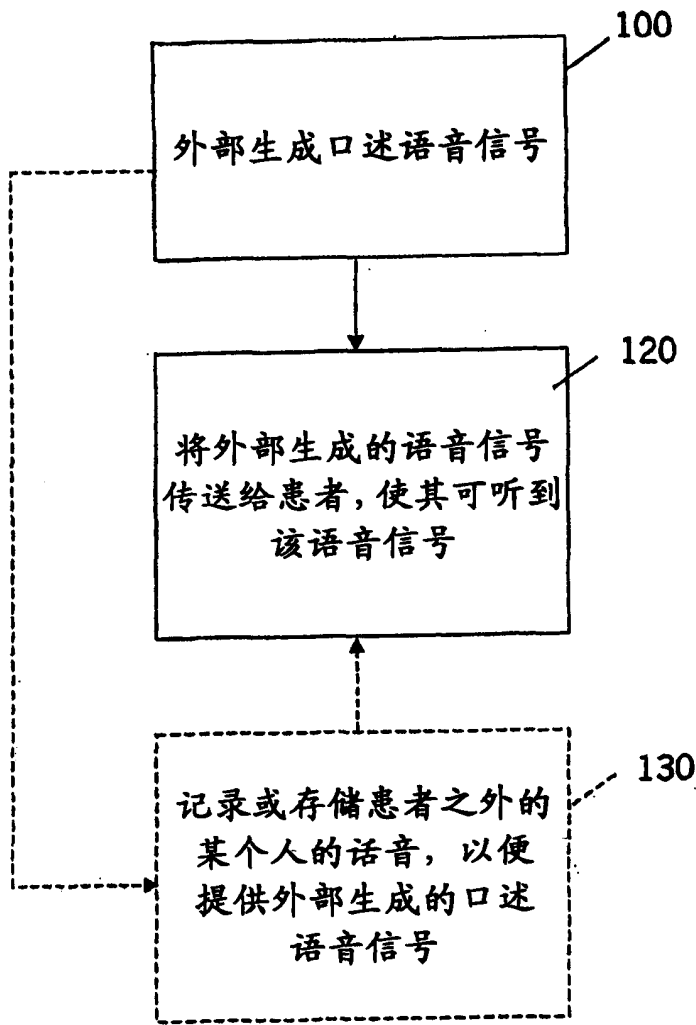 100
外部生成口述语音信号
120
将外部生成的语音信号
传送给患者，使其可听到
该语音信号
130
记录或存储患者之外的
某个人的话音，以便
提供外部生成的口述
语音信号